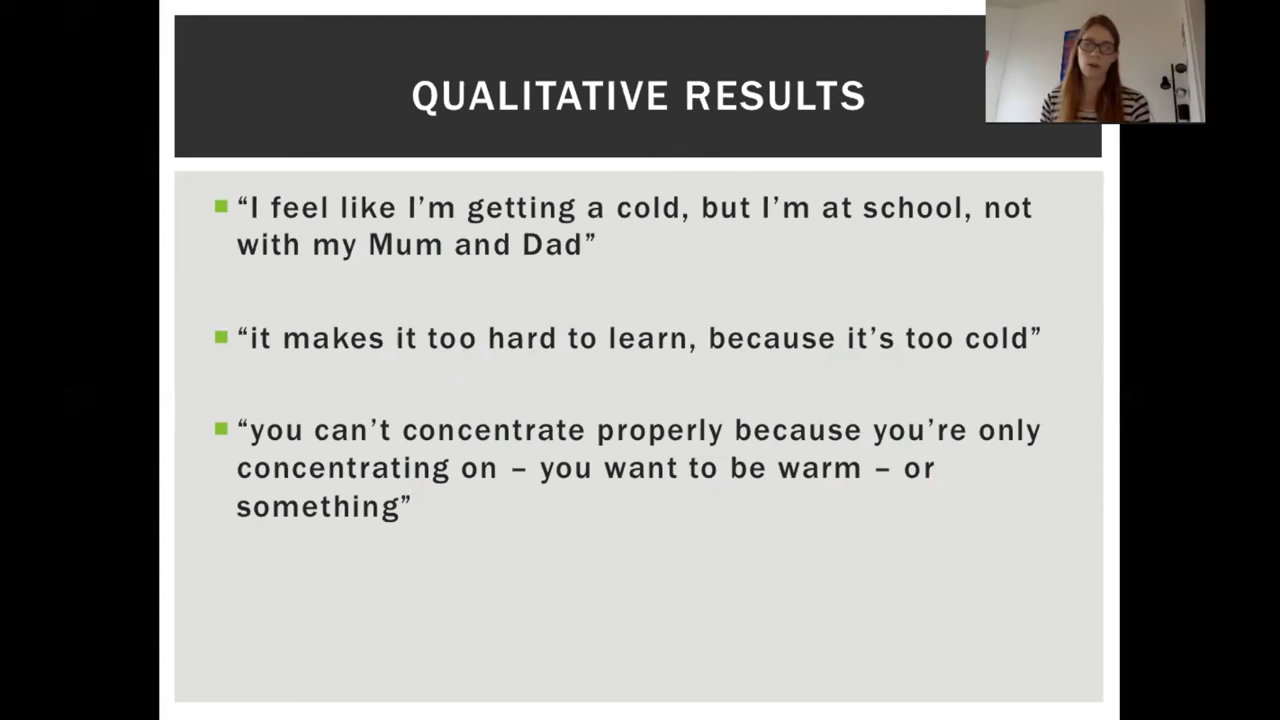 QUALITATIVE RESULTS
“I feel like I’m getting a cold, but I’m at school, not
with my Mum and Dad”
“it makes it too hard to learn, because it’s too cold”
“you can’t concentrate properly because you’re only
concentrating on – you want to be warm – or
something”